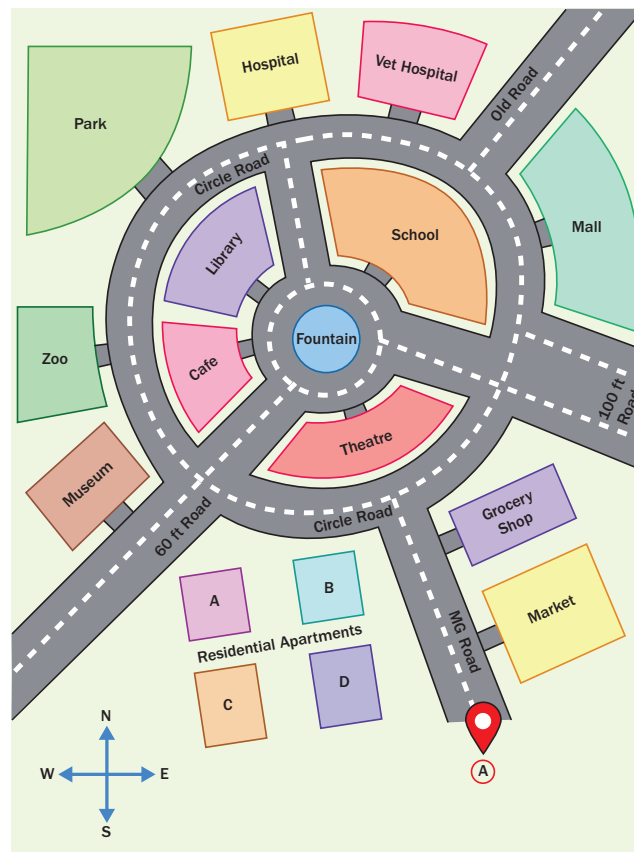 Hospital
Vet Hospital
Old Road
Park
Circle Road
Library
School
Mall
Fountain
Zoo
Cafe
100 ft
Road
Theatre
Museum
60 ft Road
Circle Road
Grocery
Shop
A
B
Market
MG Road
Residential Apartments
C
D
N
W
E
S
A